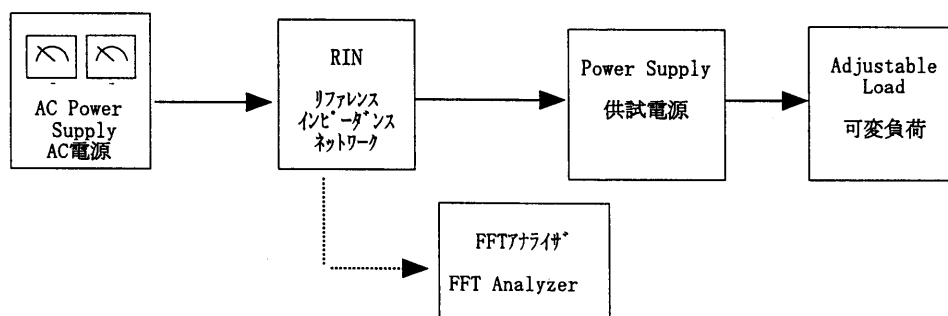 AC Power
Supply
AC電源
RIN
リファレンス
インピーダンス
ネットワーク
Power Supply
供試電源
Adjustable
Load
可変負荷
FFTアナライザ
FFT Analyzer